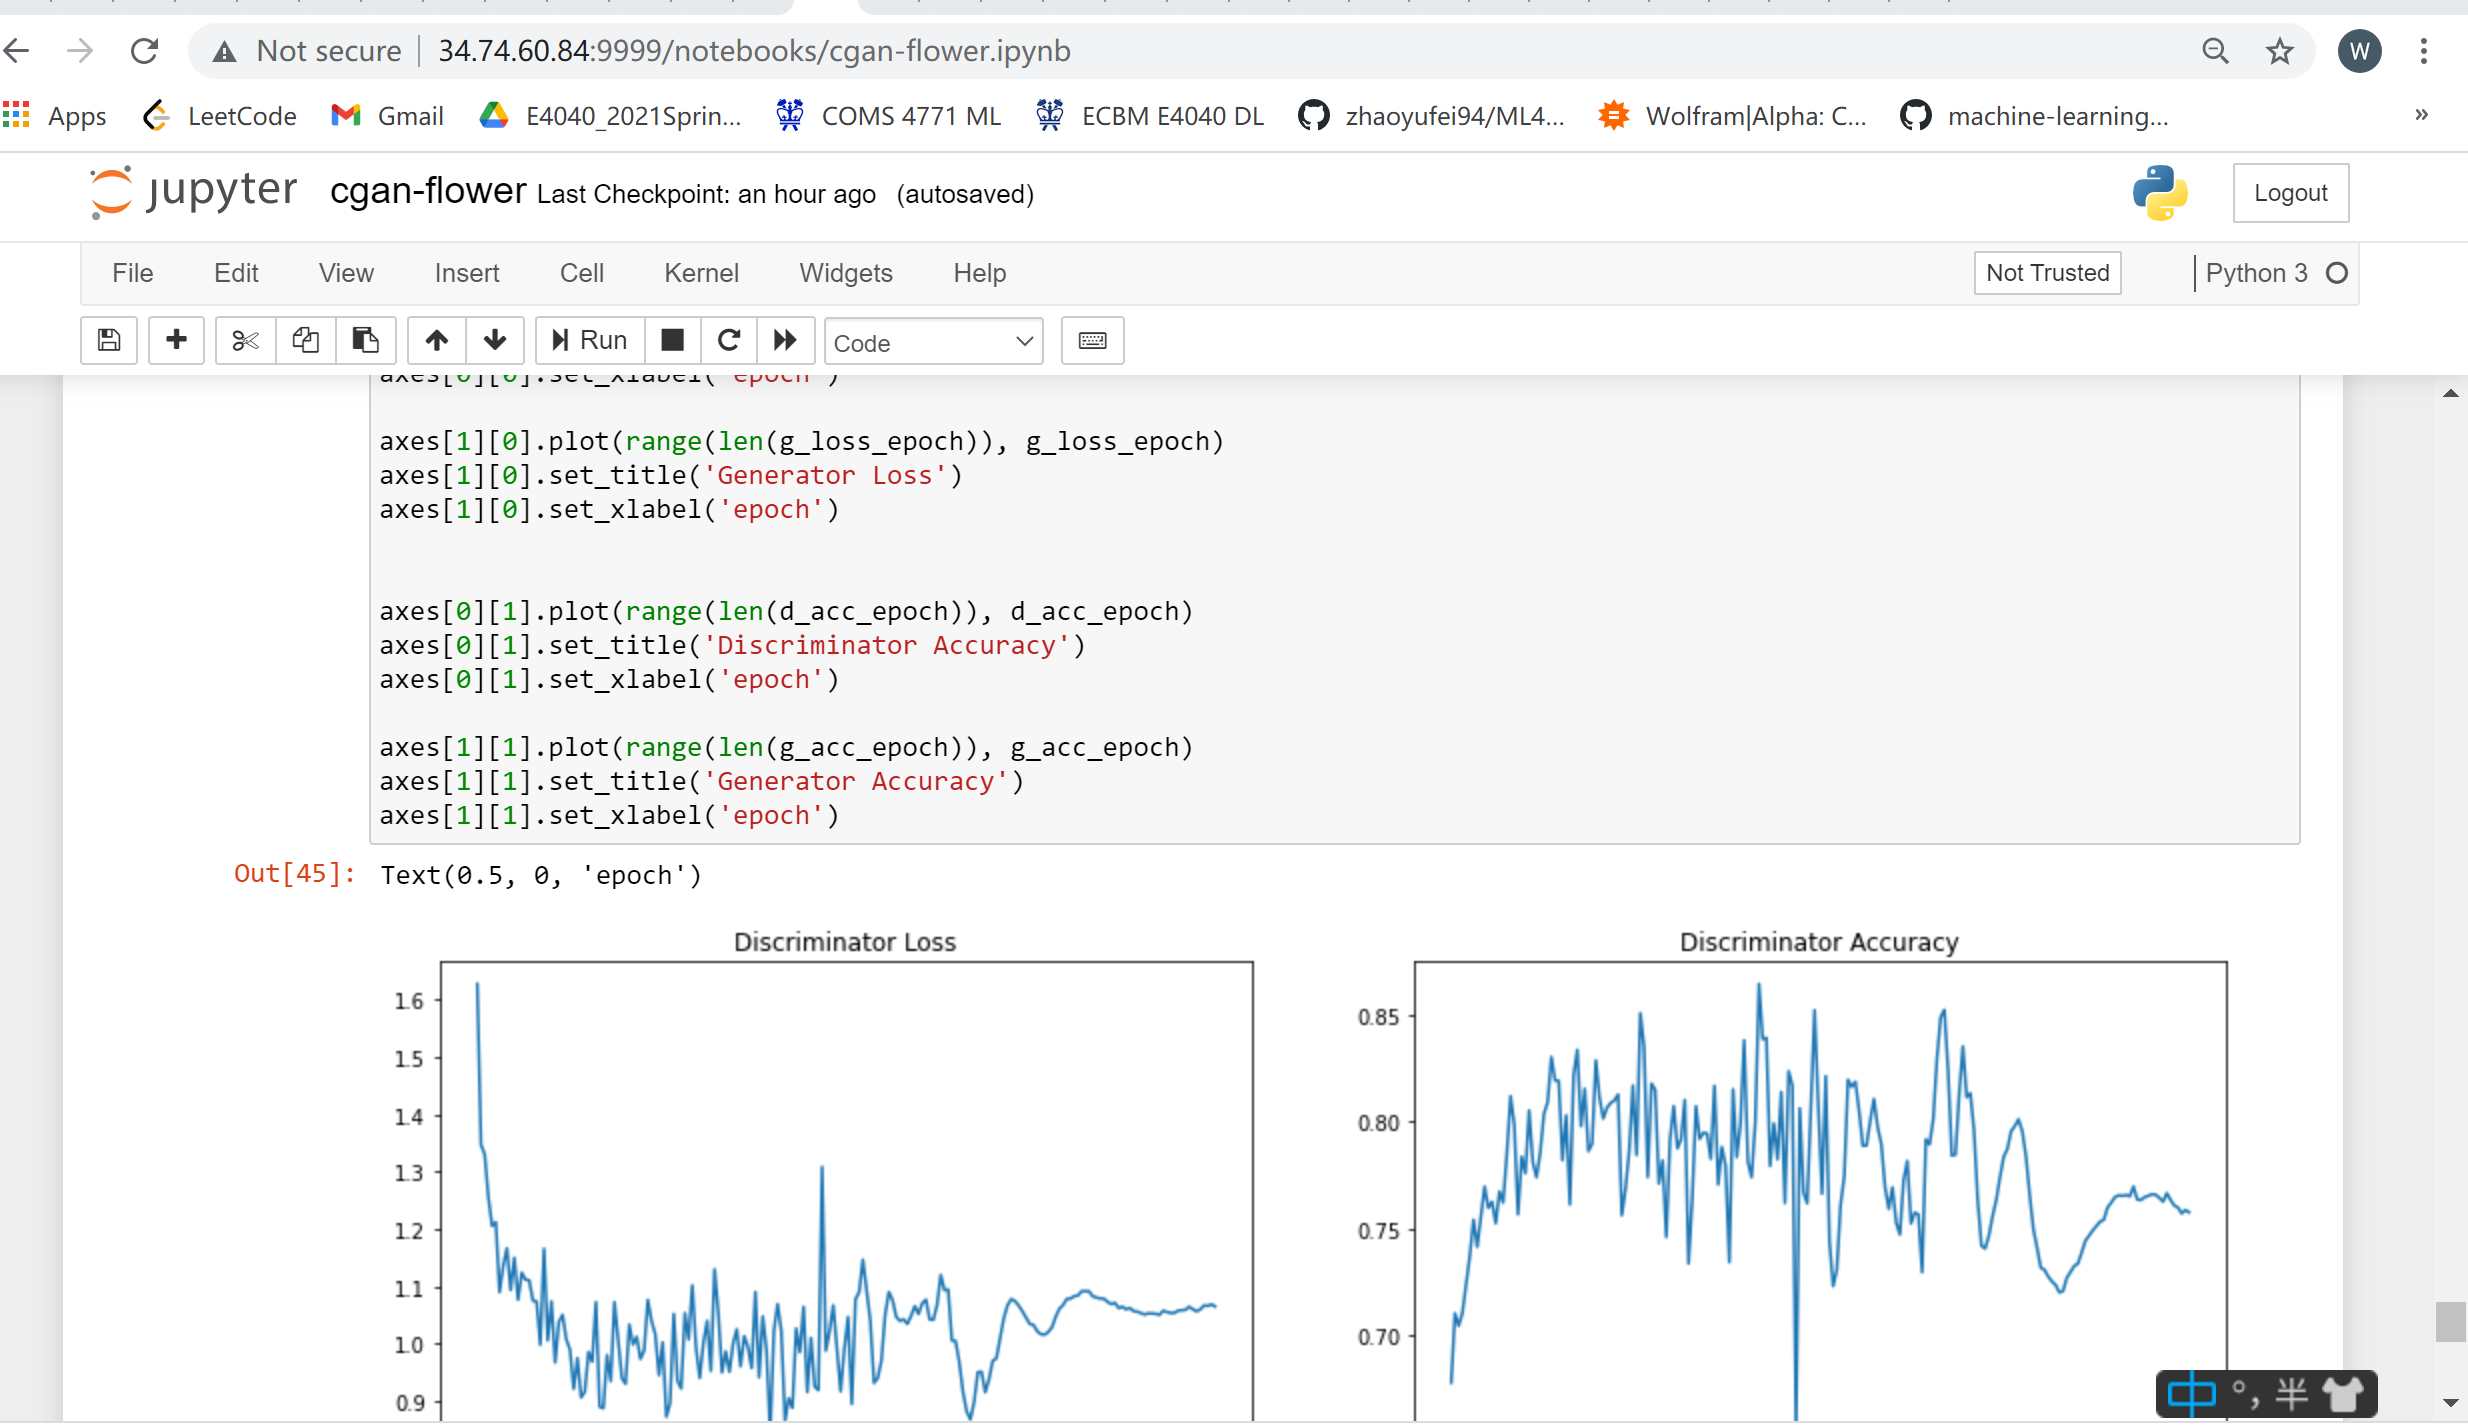 Not secure 34.74.60.84:9999/notebooks/cgan-flower.ipynb W
Apps LeetCode Gmail E4040_2021Sprin... COMS 4771 ML ECBM E4040 DL zhaoyufei94/ML4... Wolfram|Alpha: C... machine-learning... »
jupyter cgan-flower Last Checkpoint: an hour ago (autosaved) Logout
File Edit View Insert Cell Kernel Widgets Help Not Trusted Python 3
Run Code
axes[0][0].set_xlabel('epoch')
axes[1][0].plot(range(len(g_loss_epoch)), g_loss_epoch)
axes[1][0].set_title('Generator Loss')
axes[1][0].set_xlabel('epoch')
axes[0][1].plot(range(len(d_acc_epoch)), d_acc_epoch)
axes[0][1].set_title('Discriminator Accuracy')
axes[0][1].set_xlabel('epoch')
axes[1][1].plot(range(len(g_acc_epoch)), g_acc_epoch)
axes[1][1].set_title('Generator Accuracy')
axes[1][1].set_xlabel('epoch')
Out[45]: Text(0.5, 0, 'epoch')
Discriminator Loss
1.6
1.5
1.4
1.3
1.2
1.1
1.0
0.9
Discriminator Accuracy
0.85
0.80
0.75
0.70
中 °, 半